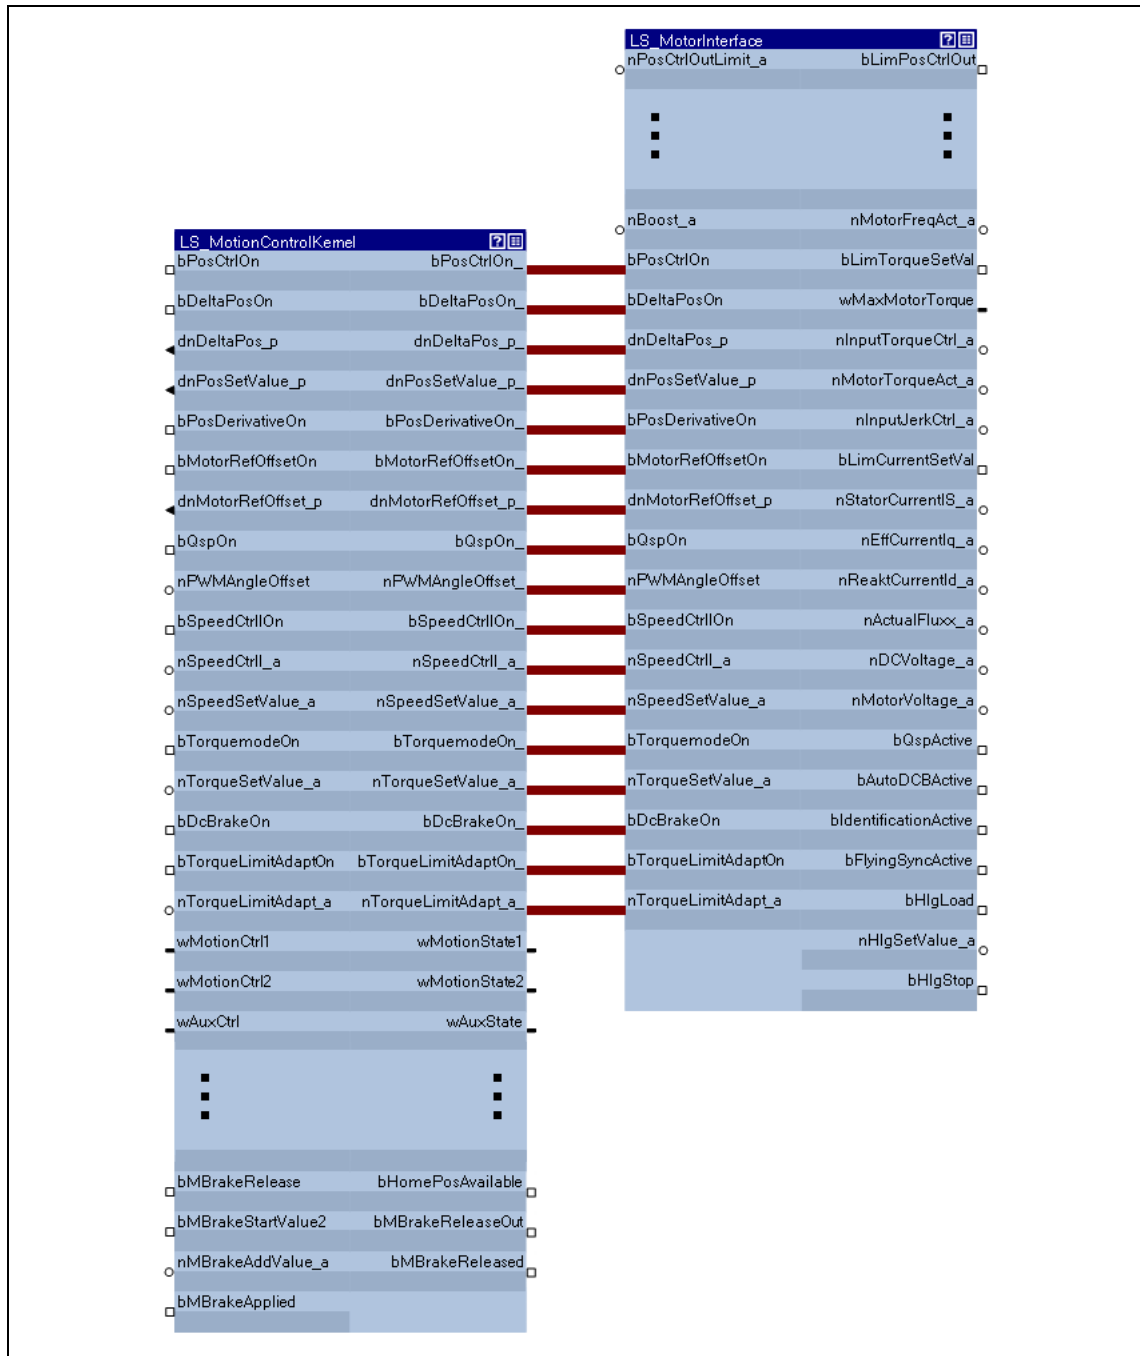 LS_MotorInterface
nPosCtrlOutLimit_a bLimPosCtrlOut
nBoost_a nMotorFreqAct_a
bPosCtrlOn bLimTorqueSetVal
bDeltaPosOn wMaxMotorTorque
dnDeltaPos_p nInputTorqueCtrl_a
dnPosSetValue_p nMotorTorqueAct_a
bPosDerivativeOn nInputJerkCtrl_a
bMotorRefOffsetOn bLimCurrentSetVal
dnMotorRefOffset_p nStatorCurrentIS_a
bQspOn nEffCurrentIq_a
nPWMAngleOffset nReaktCurrentId_a
bSpeedCtrlIOn nActualFluxx_a
nSpeedCtrlI_a nDCVoltage_a
nSpeedSetValue_a nMotorVoltage_a
bTorquemodeOn bQspActive
nTorqueSetValue_a bAutoDCBActive
bDcBrakeOn bIdentificationActive
bTorqueLimitAdaptOn bFlyingSyncActive
nTorqueLimitAdapt_a bHlgLoad
nHlgSetValue_a
bHlgStop
LS_MotionControlKernel
bPosCtrlOn bPosCtrlOn_
bDeltaPosOn bDeltaPosOn_
dnDeltaPos_p dnDeltaPos_p_
dnPosSetValue_p dnPosSetValue_p_
bPosDerivativeOn bPosDerivativeOn_
bMotorRefOffsetOn bMotorRefOffsetOn_
dnMotorRefOffset_p dnMotorRefOffset_p_
bQspOn bQspOn_
nPWMAngleOffset nPWMAngleOffset_
bSpeedCtrlIOn bSpeedCtrlIOn_
nSpeedCtrlI_a nSpeedCtrlI_a_
nSpeedSetValue_a nSpeedSetValue_a_
bTorquemodeOn bTorquemodeOn_
nTorqueSetValue_a nTorqueSetValue_a_
bDcBrakeOn bDcBrakeOn_
bTorqueLimitAdaptOn bTorqueLimitAdaptOn_
nTorqueLimitAdapt_a nTorqueLimitAdapt_a_
wMotionCtrl1 wMotionState1
wMotionCtrl2 wMotionState2
wAuxCtrl wAuxState
bMBrakeRelease bHomePosAvailable
bMBrakeStartValue2 bMBrakeReleaseOut
nMBrakeAddValue_a bMBrakeReleased
bMBrakeApplied